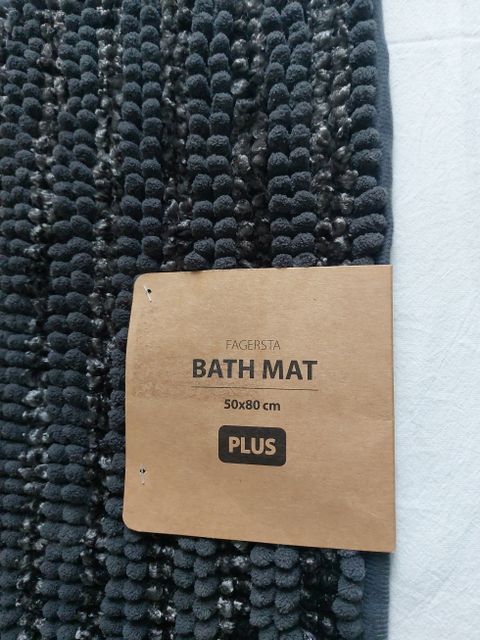 FAGERSTA
BATH MAT
50x80 cm
PLUS